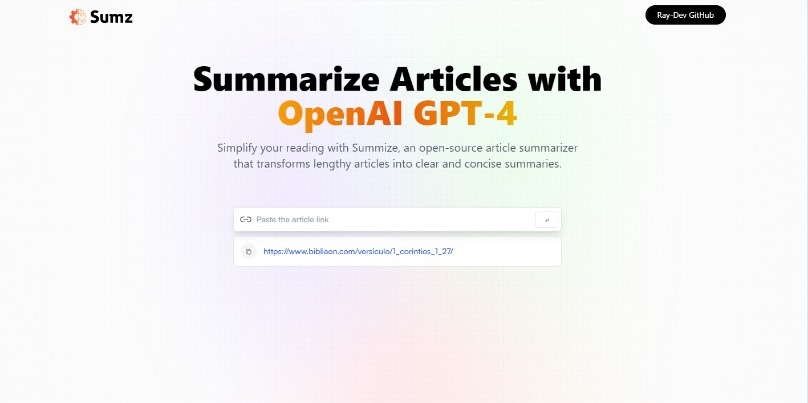 Sumz
Ray-Dev GitHub
Summarize Articles with
OpenAI GPT-4
Simplify your reading with Summize, an open-source article summarizer
that transforms lengthy articles into clear and concise summaries.
Paste the article link
https://www.bibliaon.com/versiculo/1_corintios_1_27/